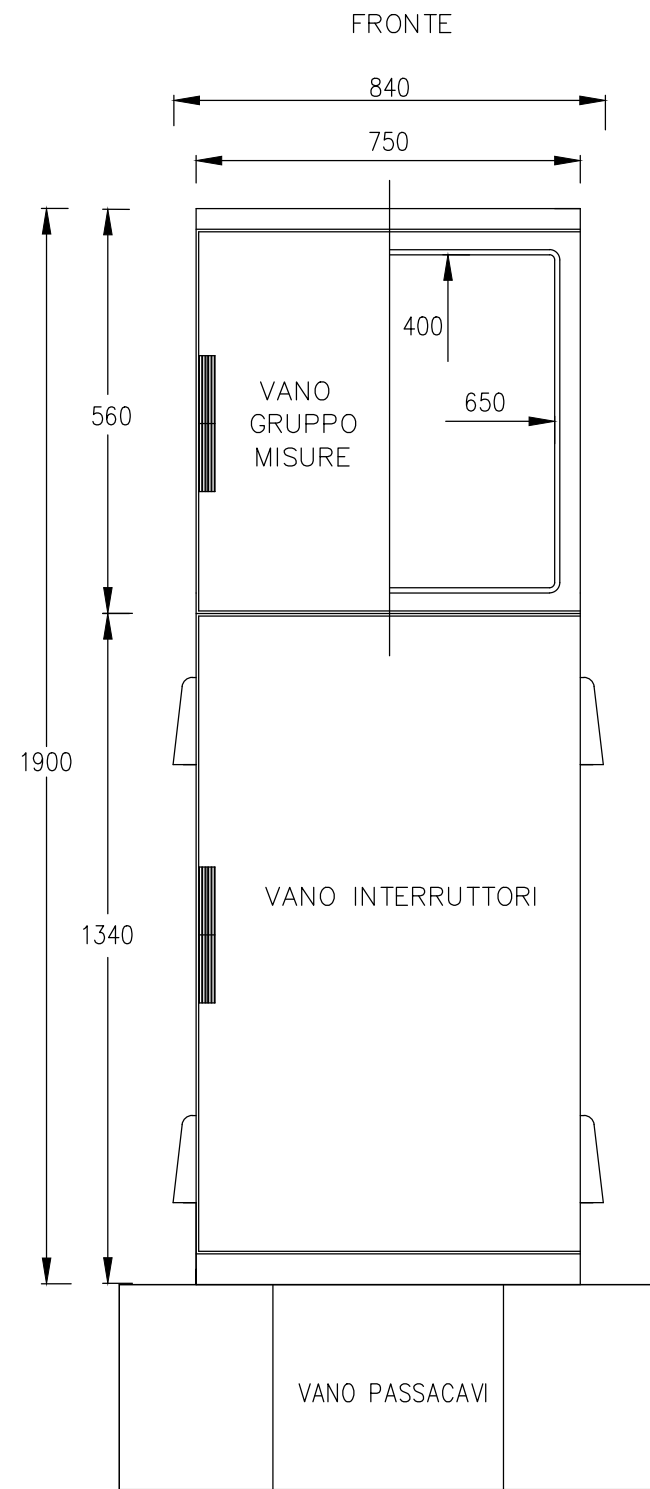 FRONTE
840
750
400
650
VANO
GRUPPO
MISURE
560
1900
VANO INTERRUTTORI
1340
VANO PASSACAVI